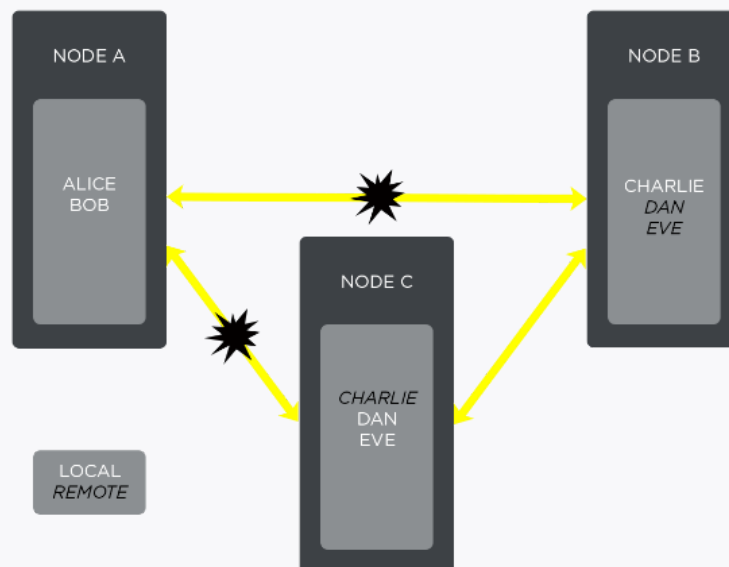 NODE A
ALICE
BOB
NODE B
CHARLIE
DAN
EVE
NODE C
CHARLIE
DAN
EVE
LOCAL
REMOTE